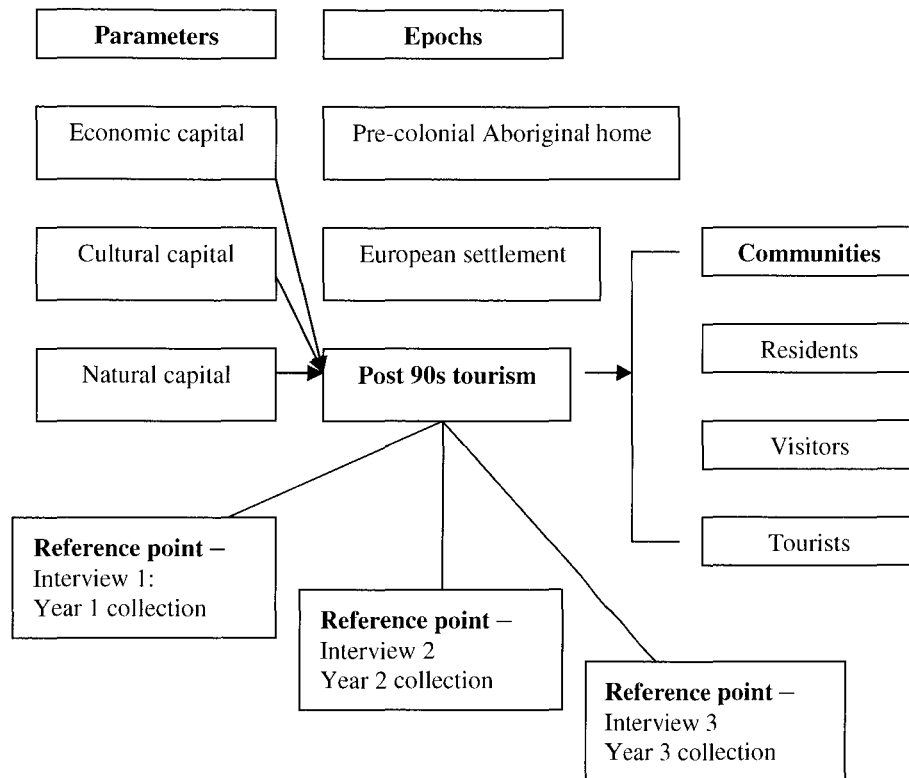 Parameters
Epochs
Economic capital
Pre-colonial Aboriginal home
Cultural capital
European settlement
Communities
Natural capital
Post 90s tourism
Residents
Visitors
Tourists
Reference point –
Interview 1:
Year 1 collection
Reference point –
Interview 2
Year 2 collection
Reference point –
Interview 3
Year 3 collection